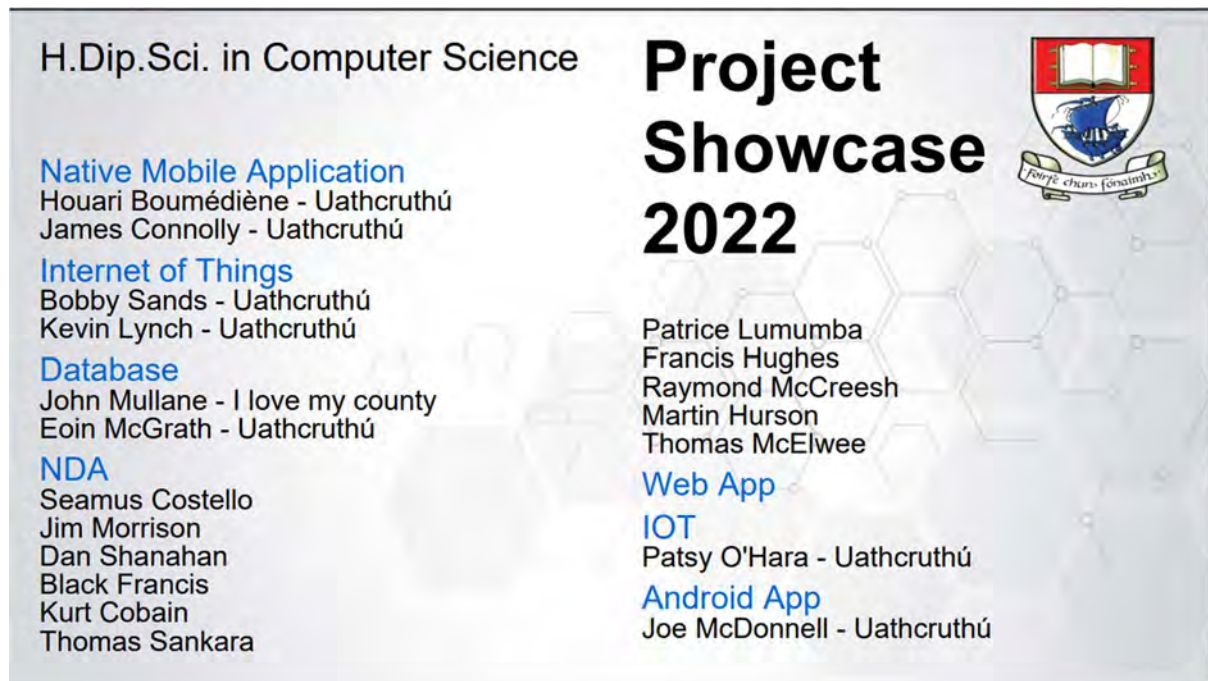 H.Dip.Sci. in Computer Science
Native Mobile Application
Houari Boumédiène - Uathcruthú
James Connolly - Uathcruthú
Internet of Things
Bobby Sands - Uathcruthú
Kevin Lynch - Uathcruthú
Database
John Mullane - I love my county
Eoin McGrath - Uathcruthú
NDA
Seamus Costello
Jim Morrison
Dan Shanahan
Black Francis
Kurt Cobain
Thomas Sankara
Project
Showcase
2022
Foirfe chun fónaimh
Patrice Lumumba
Francis Hughes
Raymond McCreesh
Martin Hurson
Thomas McElwee
Web App
IOT
Patsy O'Hara - Uathcruthú
Android App
Joe McDonnell - Uathcruthú